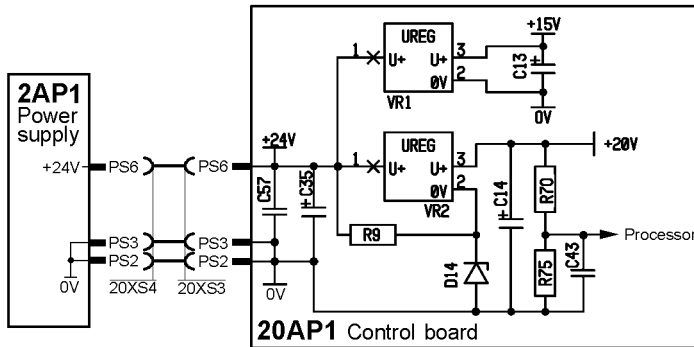 +15V
UREG
1
U+
U+
3
0V
2
VR1
C13
+
0V
2AP1
Power
supply
+24V
PS6
PS6
+24V
C57
+C35
1
UREG
U+
U+
3
0V
2
VR2
+C14
R70
+20V
R9
PS3
PS3
PS2
PS2
0V
20XS4
20XS3
0V
D14
R75
C43
Processor
20AP1 Control board